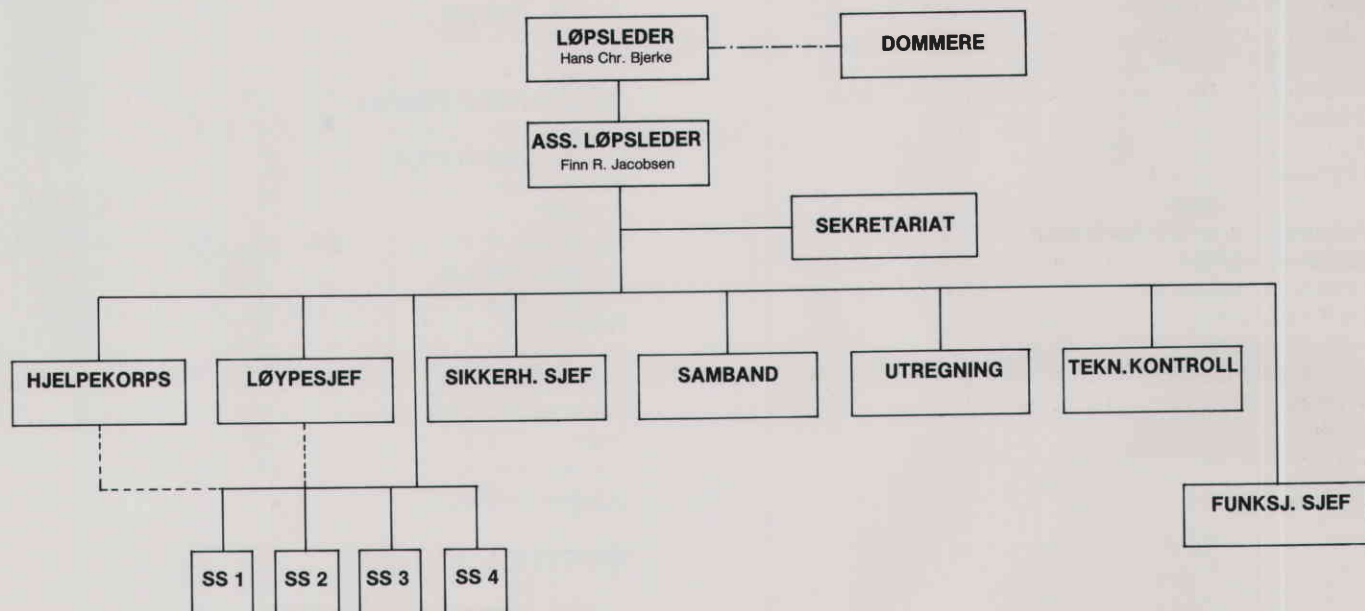 LØPSLEDER
Hans Chr. Bjerke
DOMMERE
ASS. LØPSLEDER
Finn R. Jacobsen
SEKRETARIAT
HJELPEKORPS
LØYPESJEF
SIKKERH. SJEF
SAMBAND
UTREGNING
TEKN.KONTROLL
FUNKSJ. SJEF
SS 1
SS 2
SS 3
SS 4